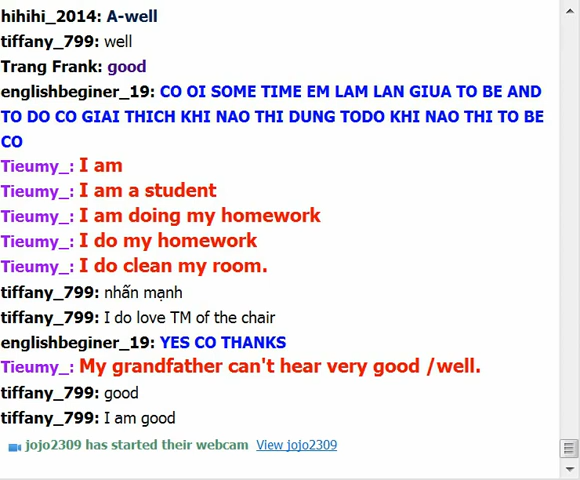 hihihi_2014: A-well
tiffany_799: well
Trang Frank: good
englishbeginer_19: CO OI SOME TIME EM LAM LAN GIUA TO BE AND
TO DO CO GIAI THICH KHI NAO THI DUNG TODO KHI NAO THI TO BE
CO
Tieumy_: I am
Tieumy_: I am a student
Tieumy_: I am doing my homework
Tieumy_: I do my homework
Tieumy_: I do clean my room.
tiffany_799: nhấn mạnh
tiffany_799: I do love TM of the chair
englishbeginer_19: YES CO THANKS
Tieumy_: My grandfather can't hear very good /well.
tiffany_799: good
tiffany_799: I am good
jojo2309 has started their webcam View jojo2309